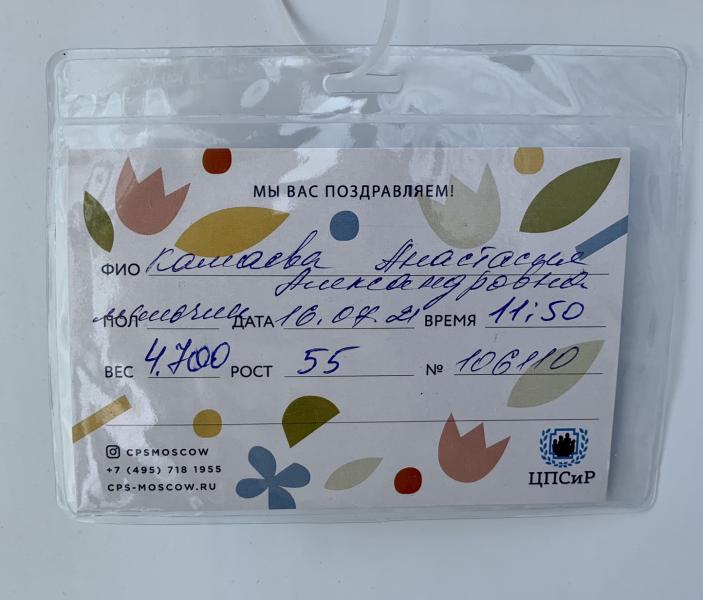 МЫ ВАС ПОЗДРАВЛЯЕМ!
ФИО Камаева Анастасия
Александровна
ПОЛ мальчик ДАТА 16.07.21 ВРЕМЯ 11:50
ВЕС 4.700 РОСТ 55 № 106110
CPSMOSCOW
+7 (495) 718 1955
CPS-MOSCOW.RU
ЦПСиР